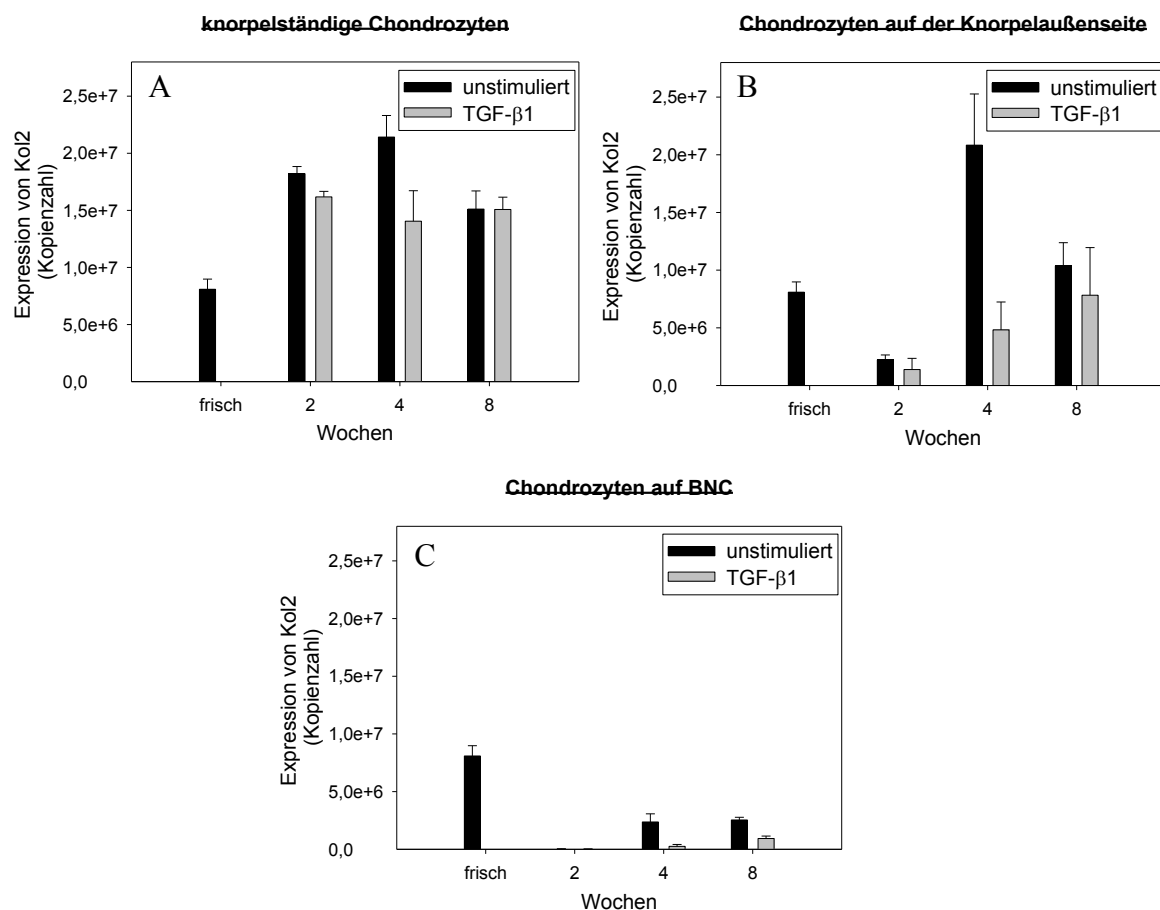 knorpelständige Chondrozyten
A
unstimuliert
TGF-β1
Expression von Kol2
(Kopienzahl)
2,5e+7
2,0e+7
1,5e+7
1,0e+7
5,0e+6
0,0
frisch 2 4 8
Wochen
Chondrozyten auf der Knorpelaußenseite
B
unstimuliert
TGF-β1
Expression von Kol2
(Kopienzahl)
2,5e+7
2,0e+7
1,5e+7
1,0e+7
5,0e+6
0,0
frisch 2 4 8
Wochen
Chondrozyten auf BNC
C
unstimuliert
TGF-β1
Expression von Kol2
(Kopienzahl)
2,5e+7
2,0e+7
1,5e+7
1,0e+7
5,0e+6
0,0
frisch 2 4 8
Wochen